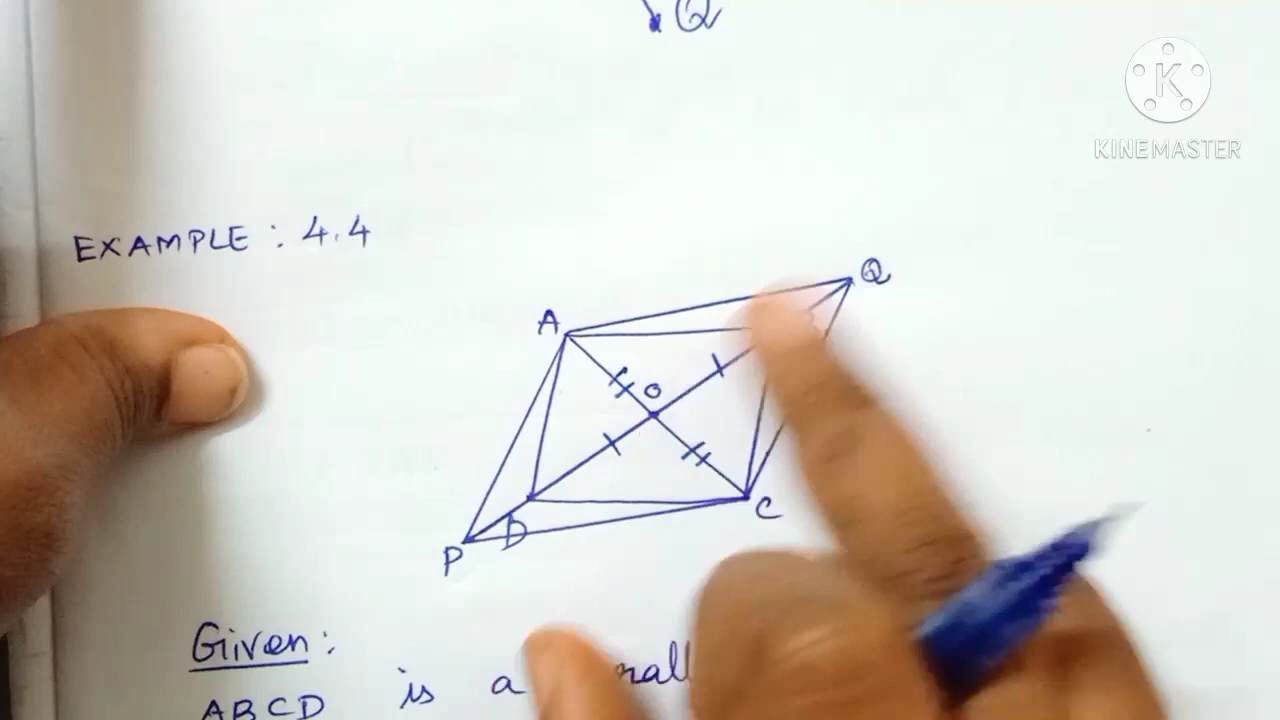 Q
K
KINEMASTER
EXAMPLE : 4.4
Q
A
O
C
D
P
Given:
ABCD is a